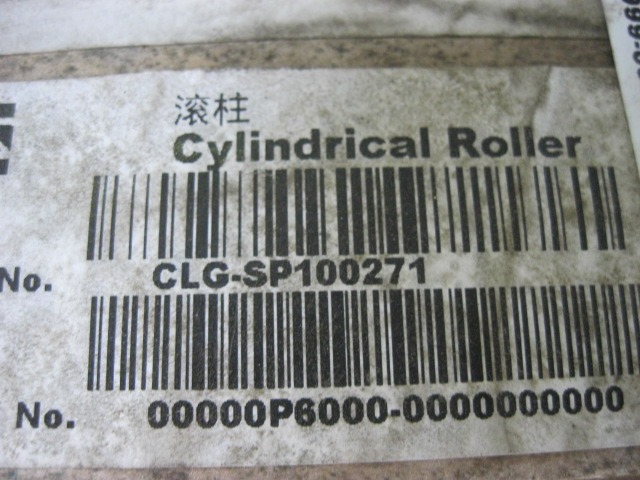 滚柱
Cylindrical Roller
No. CLG-SP100271
No. 00000P6000-0000000000